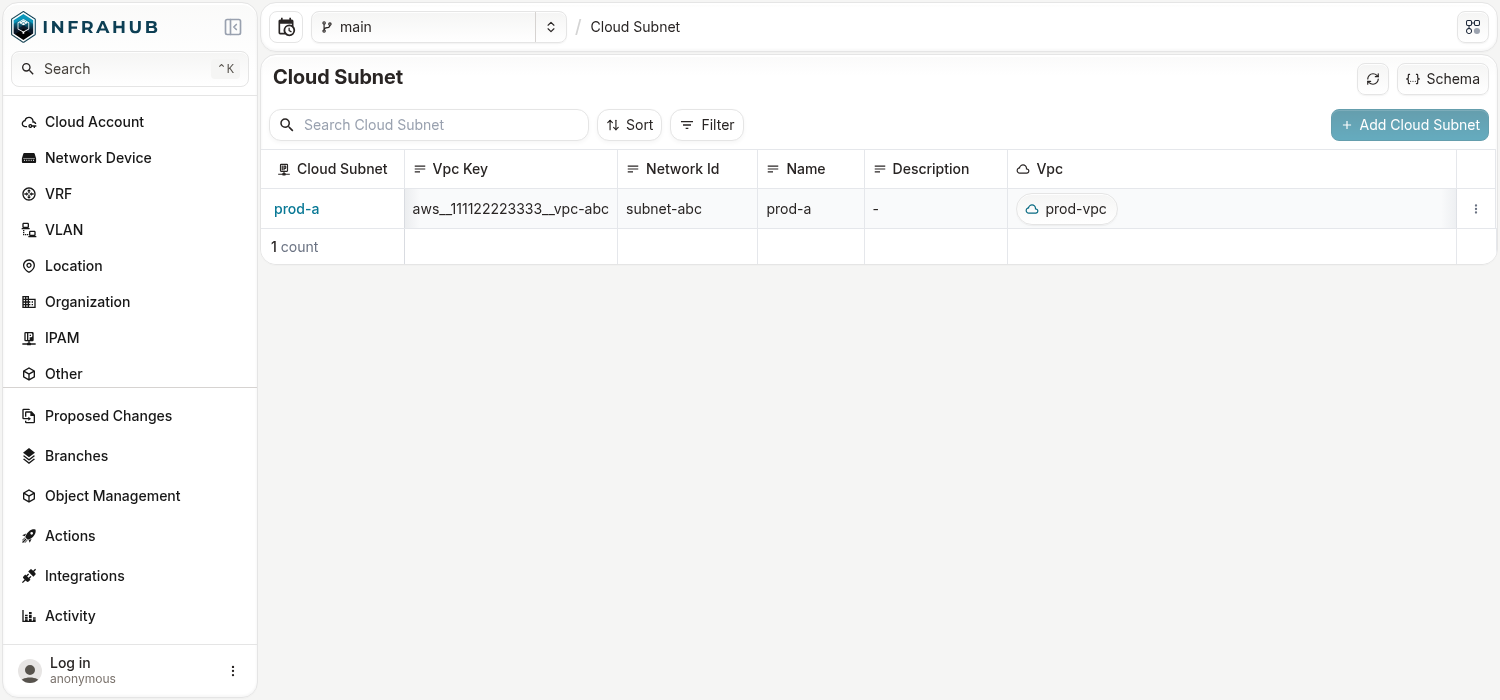 INFRAHUB
Search ⌃K
Cloud Account
Network Device
VRF
VLAN
Location
Organization
IPAM
Other
Proposed Changes
Branches
Object Management
Actions
Integrations
Activity
Log in
anonymous
main / Cloud Subnet
Cloud Subnet
Schema
Search Cloud Subnet Sort Filter + Add Cloud Subnet
Cloud Subnet Vpc Key Network Id Name Description Vpc
prod-a aws__111122223333__vpc-abc subnet-abc prod-a - prod-vpc
1 count